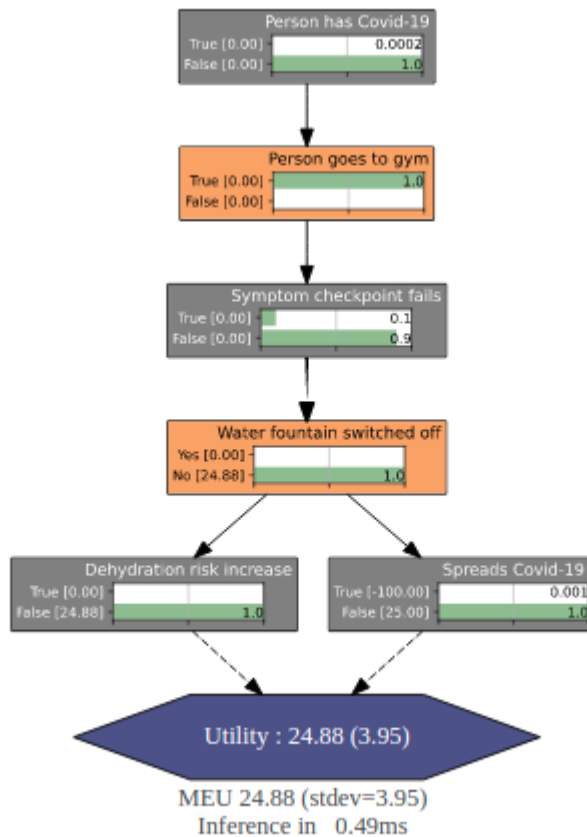 Person has Covid-19
True [0.00] 0.0002
False [0.00] 1.0
Person goes to gym
True [0.00] 1.0
False [0.00]
Symptom checkpoint fails
True [0.00] 0.1
False [0.00] 0.9
Water fountain switched off
Yes [0.00]
No [24.88] 1.0
Dehydration risk increase
True [0.00]
False [24.88] 1.0
Spreads Covid-19
True [-100.00] 0.001
False [25.00] 1.0
Utility : 24.88 (3.95)
MEU 24.88 (stdev=3.95)
Inference in 0.49ms